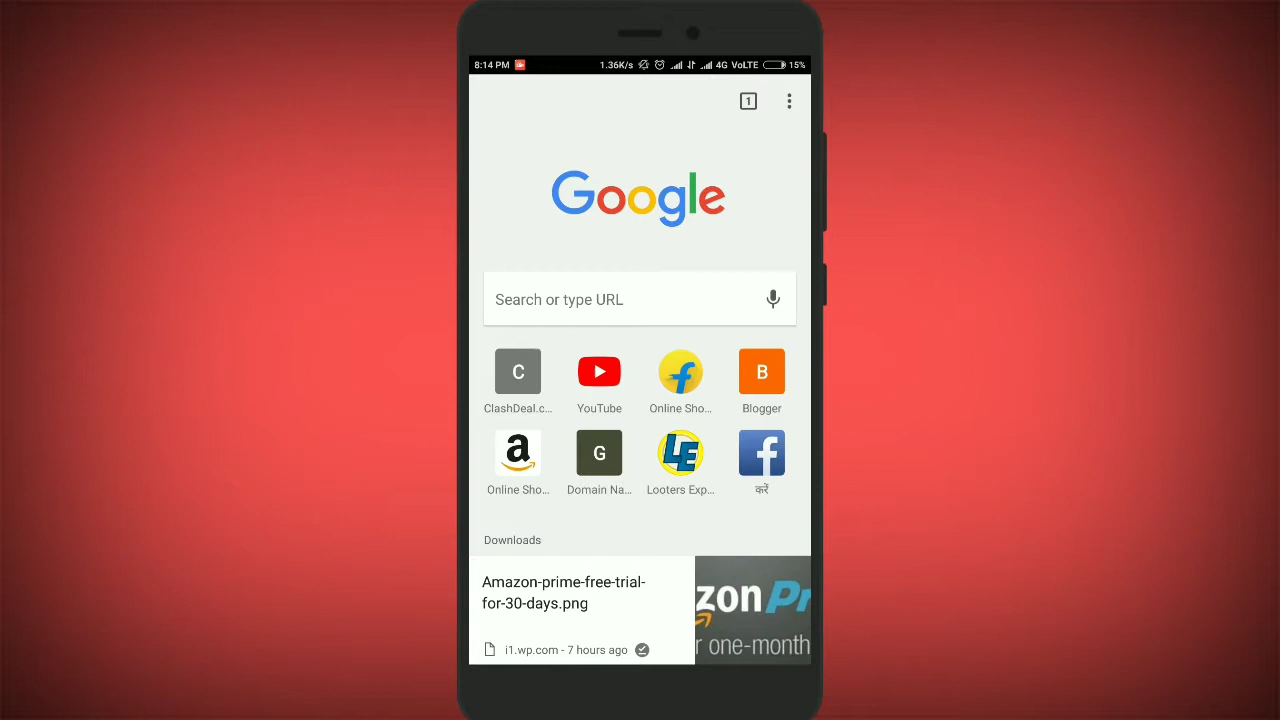 8:14 PM 1.36K/s 4G VoLTE 15%
1
Google
Search or type URL
C f B
ClashDeal.c... YouTube Online Sho... Blogger
a G LE f
Online Sho... Domain Na... Looters Exp... करें
Downloads
Amazon-prime-free-trial-
for-30-days.png
zon Pr
r one-month
i1.wp.com - 7 hours ago